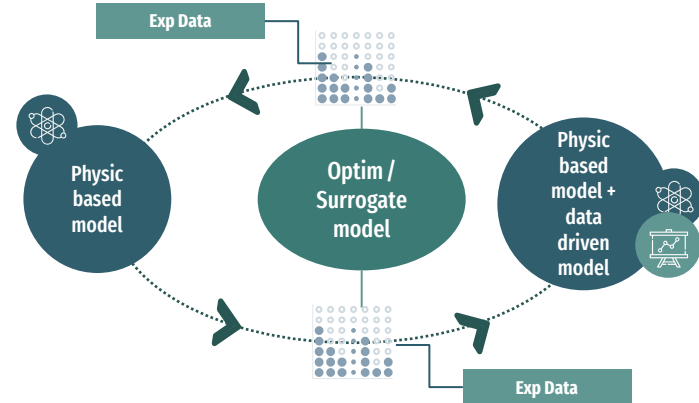 Exp Data
Physic
based
model
Optim /
Surrogate
model
Physic
based
model +
data
driven
model
Exp Data